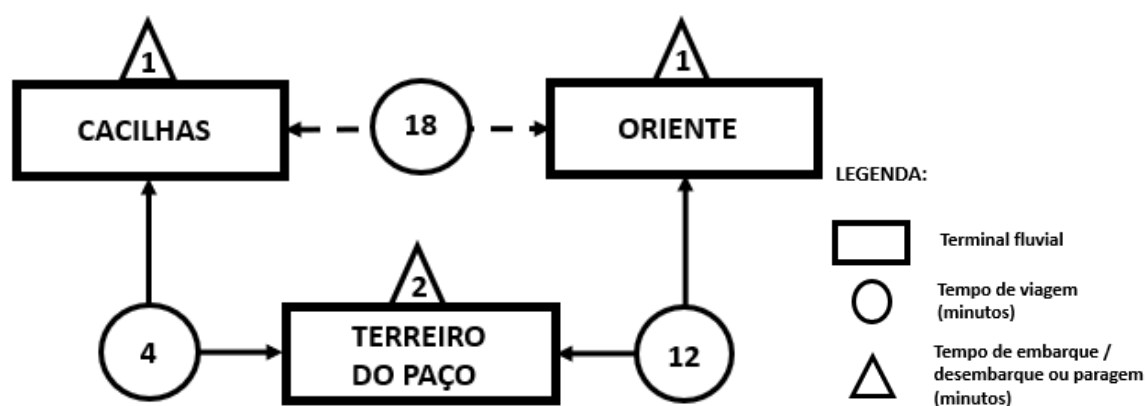 1
1
CACILHAS
18
ORIENTE
LEGENDA:
Terminal fluvial
2
Tempo de viagem
(minutos)
4
TERREIRO
DO PAÇO
12
Tempo de embarque /
desembarque ou paragem
(minutos)